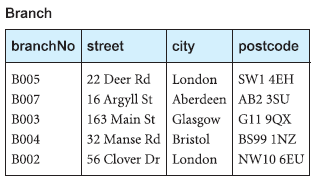 Branch
branchNo street city postcode
B005 22 Deer Rd London SW1 4EH
B007 16 Argyll St Aberdeen AB2 3SU
B003 163 Main St Glasgow G11 9QX
B004 32 Manse Rd Bristol BS99 1NZ
B002 56 Clover Dr London NW10 6EU